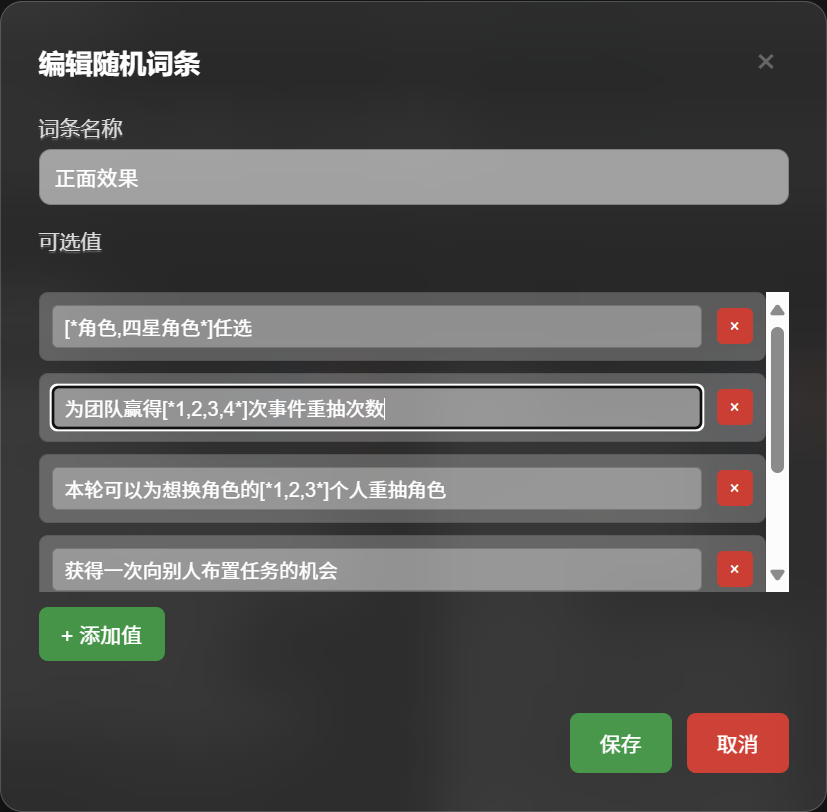 编辑随机词条
×
词条名称
正面效果
可选值
[*角色,四星角色*]任选
×
为团队赢得[*1,2,3,4*]次事件重抽次数
×
本轮可以为想换角色的[*1,2,3*]个人重抽角色
×
获得一次向别人布置任务的机会
×
+ 添加值
保存
取消